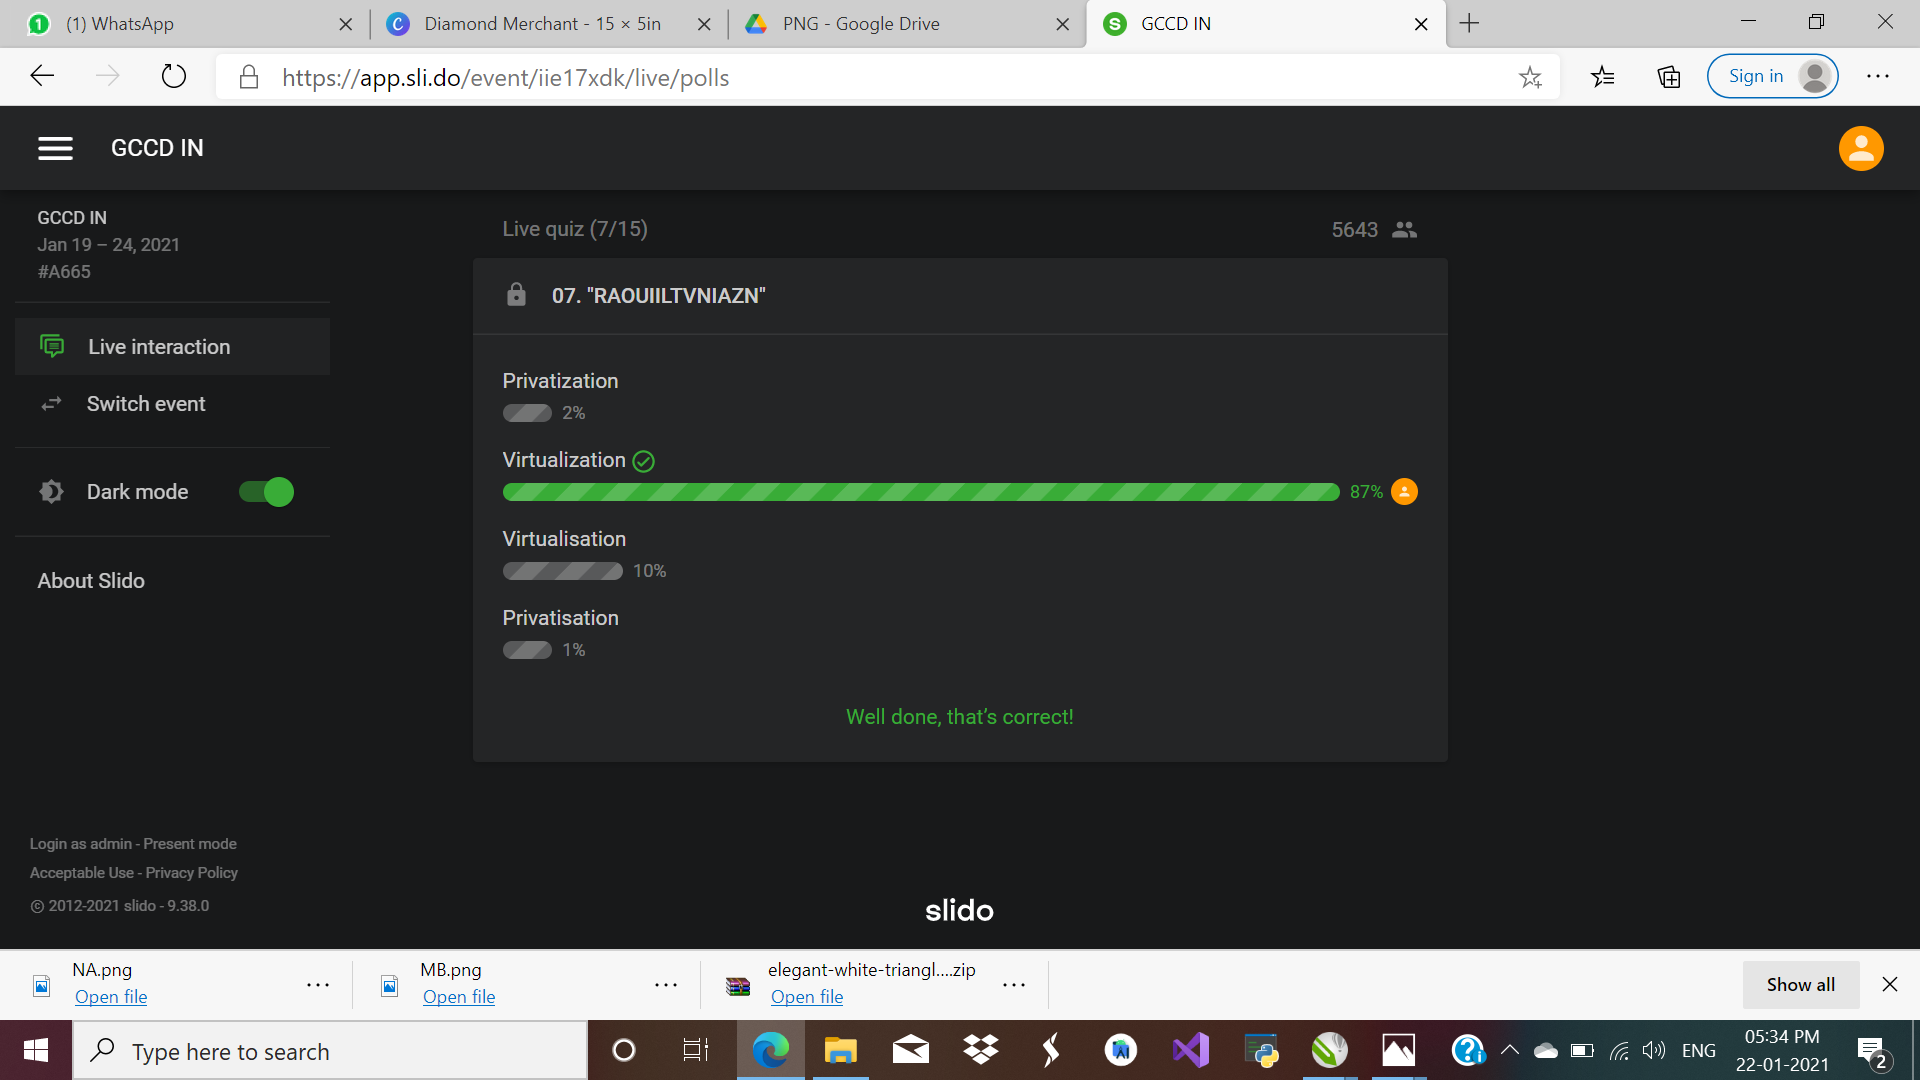 (1) WhatsApp
Diamond Merchant - 15 × 5in
PNG - Google Drive
GCCD IN
https://app.sli.do/event/iie17xdk/live/polls
Sign in
GCCD IN
GCCD IN
Jan 19 – 24, 2021
#A665
Live interaction
Switch event
Dark mode
About Slido
Live quiz (7/15)
5643
07. "RAOUIILTVNIAZN"
Privatization
2%
Virtualization
87%
Virtualisation
10%
Privatisation
1%
Well done, that's correct!
Login as admin - Present mode
Acceptable Use - Privacy Policy
© 2012-2021 slido - 9.38.0
slido
NA.png
Open file
MB.png
Open file
elegant-white-triangl....zip
Open file
Show all
Type here to search
ENG
05:34 PM
22-01-2021
2